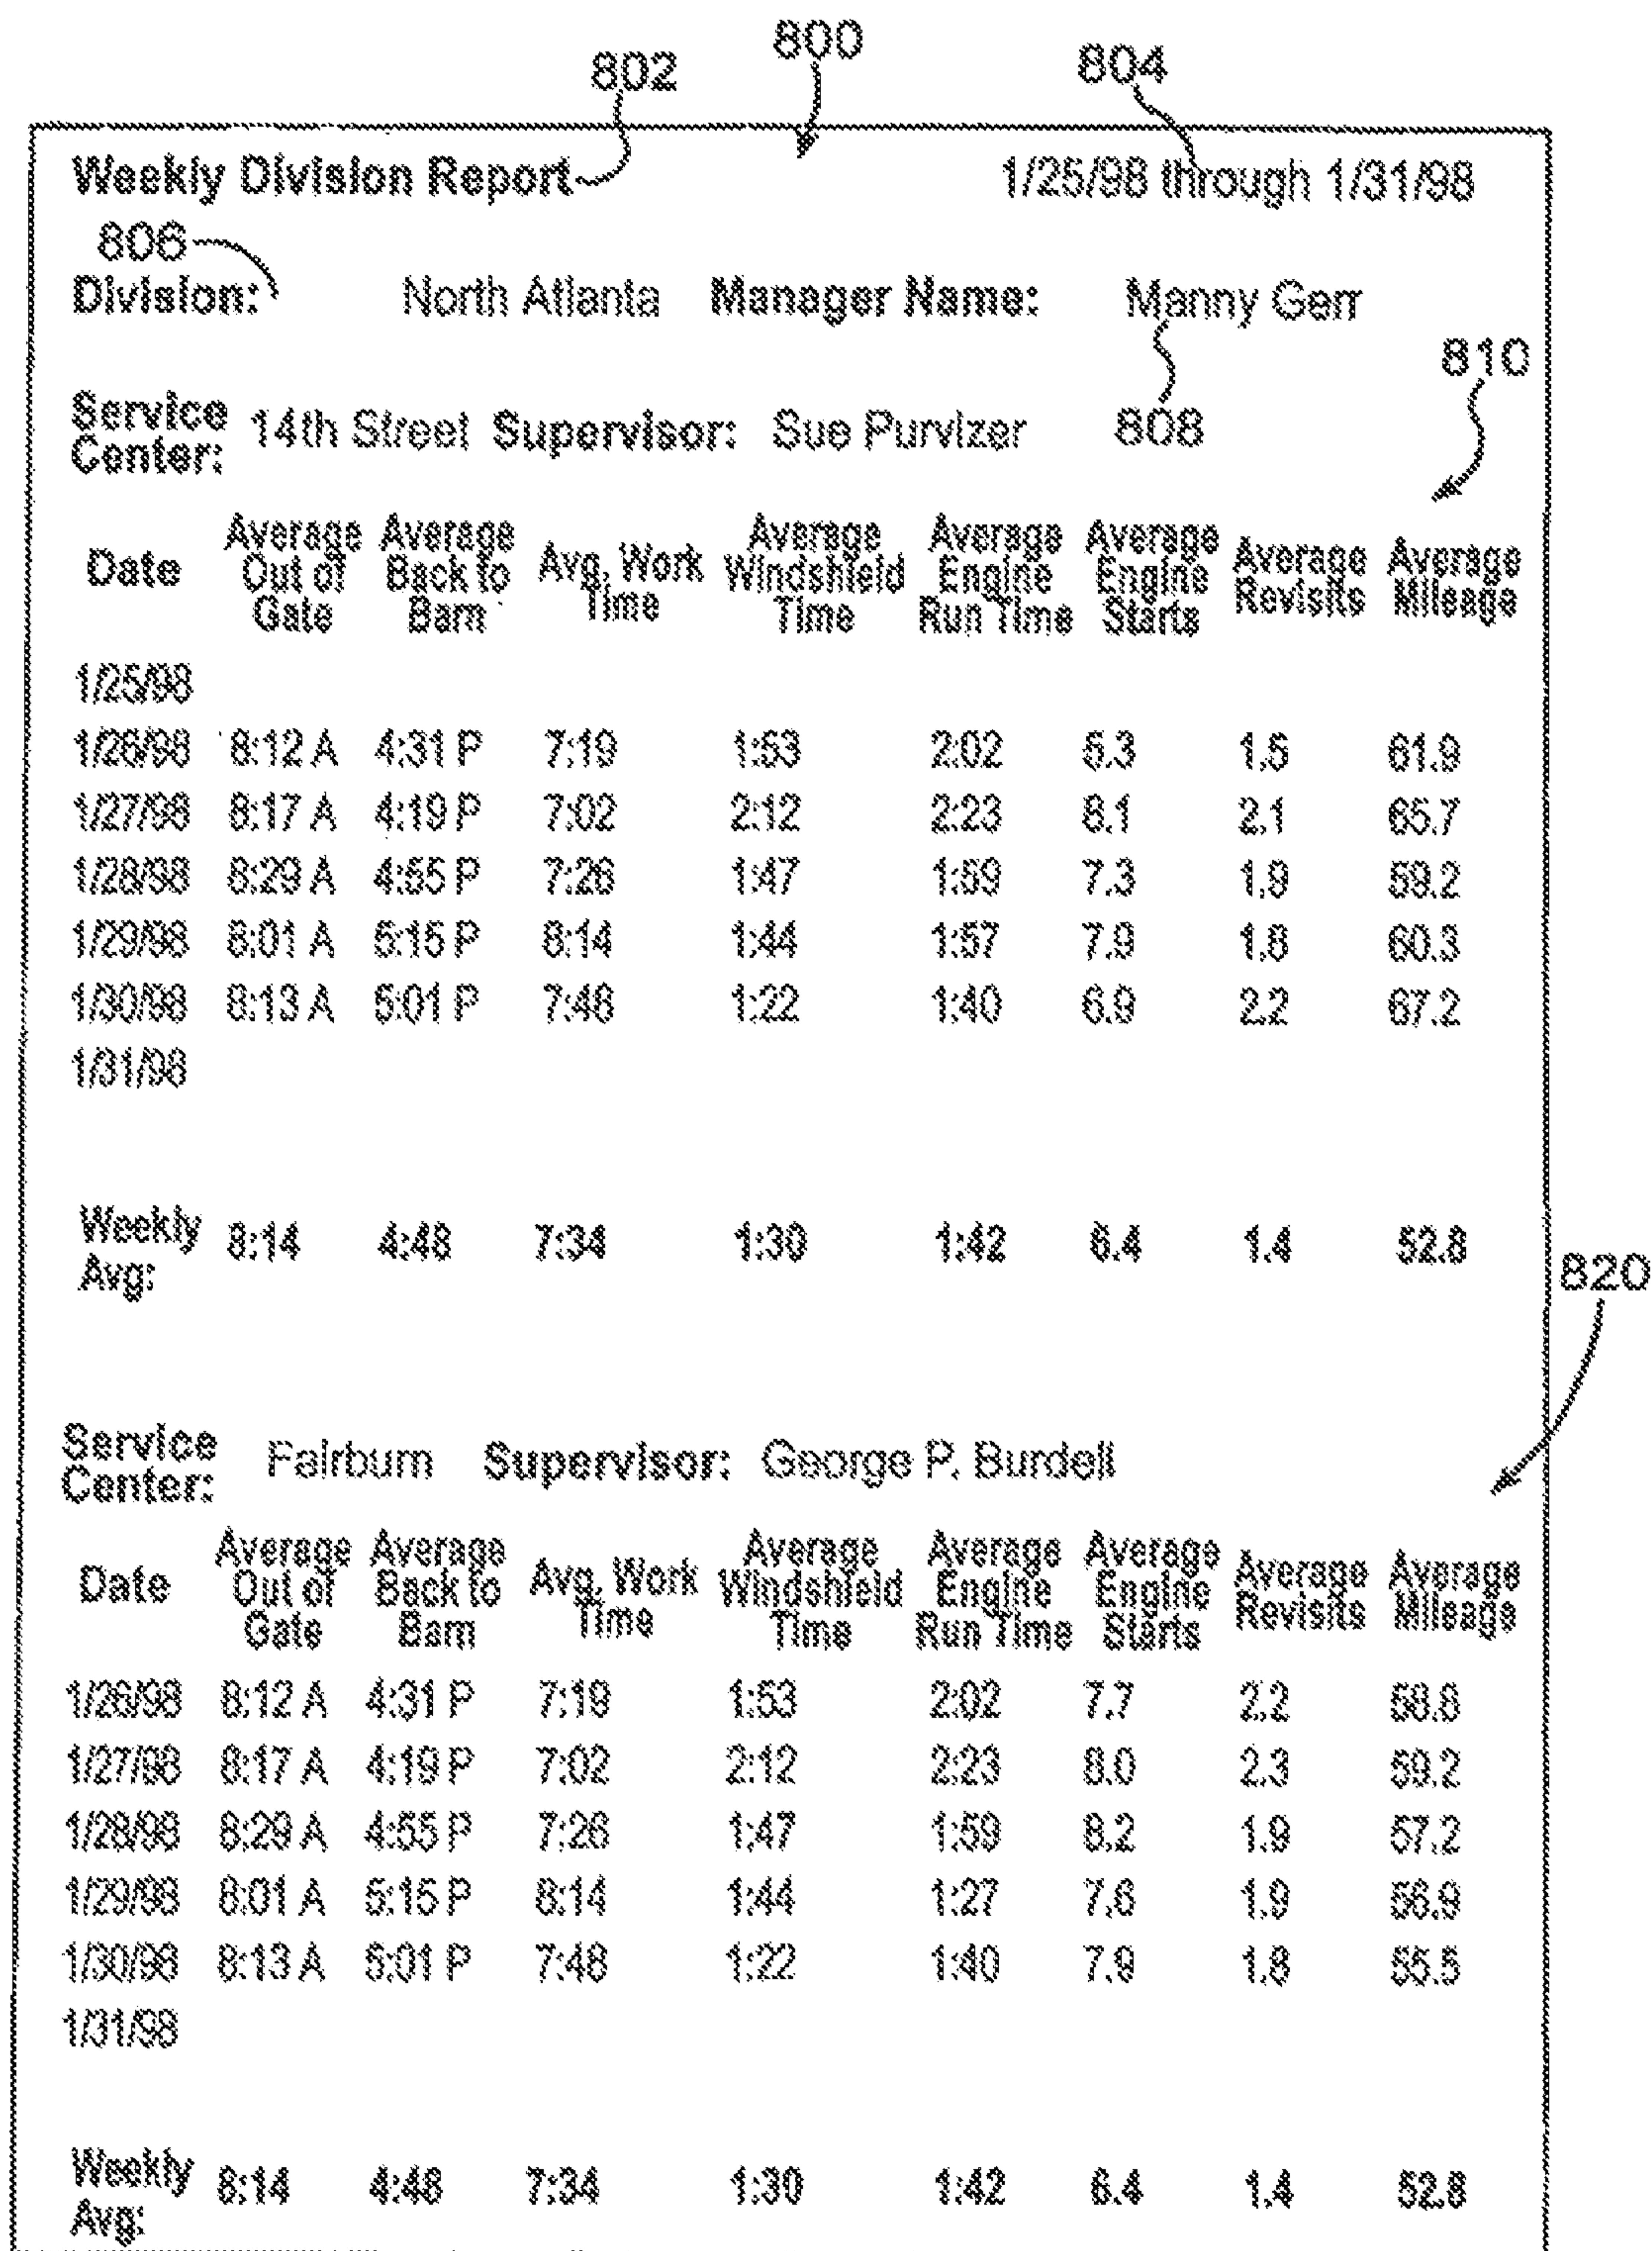 802 800 804
Weekly Division Report 1/25/98 through 1/31/98
806
Division: North Atlanta Manager Name: Manny Gerr
810
Service Center: 14th Street Supervisor: Sue Purvizer 808
Date Average Out of Gate Average Back to Barn Avg. Work Time Average Windshield Time Average Engine Run Time Average Engine Starts Average Revisits Average Mileage
1/25/98
1/26/98 8:12 A 4:31 P 7:19 1:53 2:02 1.5 61.9
1/27/98 8:17 A 4:19 P 7:02 2:12 2:23 2.1 65.7
1/28/98 8:29 A 4:55 P 7:26 1:47 1:59 7.3 1.9 59.2
1/29/98 8:01 A 5:15 P 8:14 1:44 1:57 7.9 1.8 60.3
1/30/98 8:13 A 5:01 P 7:48 1:22 1:40 6.9 2.2 67.2
1/31/98
Weekly Avg: 8:14 4:48 7:34 1:30 1:42 6.4 1.4 52.8
820
Service Center: Fairburn Supervisor: George P. Burdell
Date Average Out of Gate Average Back to Barn Avg. Work Time Average Windshield Time Average Engine Run Time Average Engine Starts Average Revisits Average Mileage
1/26/98 8:12 A 4:31 P 7:19 1:53 2:02 7.7 2.2
1/27/98 8:17 A 4:19 P 7:02 2:12 2:23 8.0 2.3 59.2
1/28/98 8:29 A 4:55 P 7:26 1:47 1:59 8.2 1.9 57.2
1/29/98 8:01 A 5:15 P 8:14 1:44 1:27 7.6 1.9 56.9
1/30/98 8:13 A 5:01 P 7:48 1:22 1:40 7.9 1.8 55.5
1/31/98
Weekly Avg: 8:14 4:48 7:34 1:30 1:42 6.4 1.4 52.8